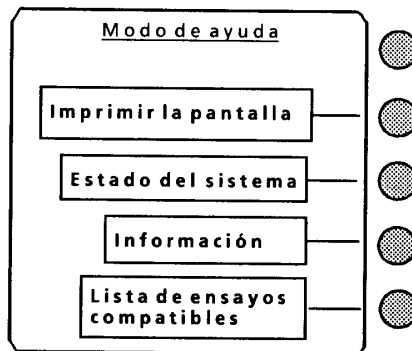 Modo de ayuda
Imprimir la pantalla
Estado del sistema
Información
Lista de ensayos
compatibles